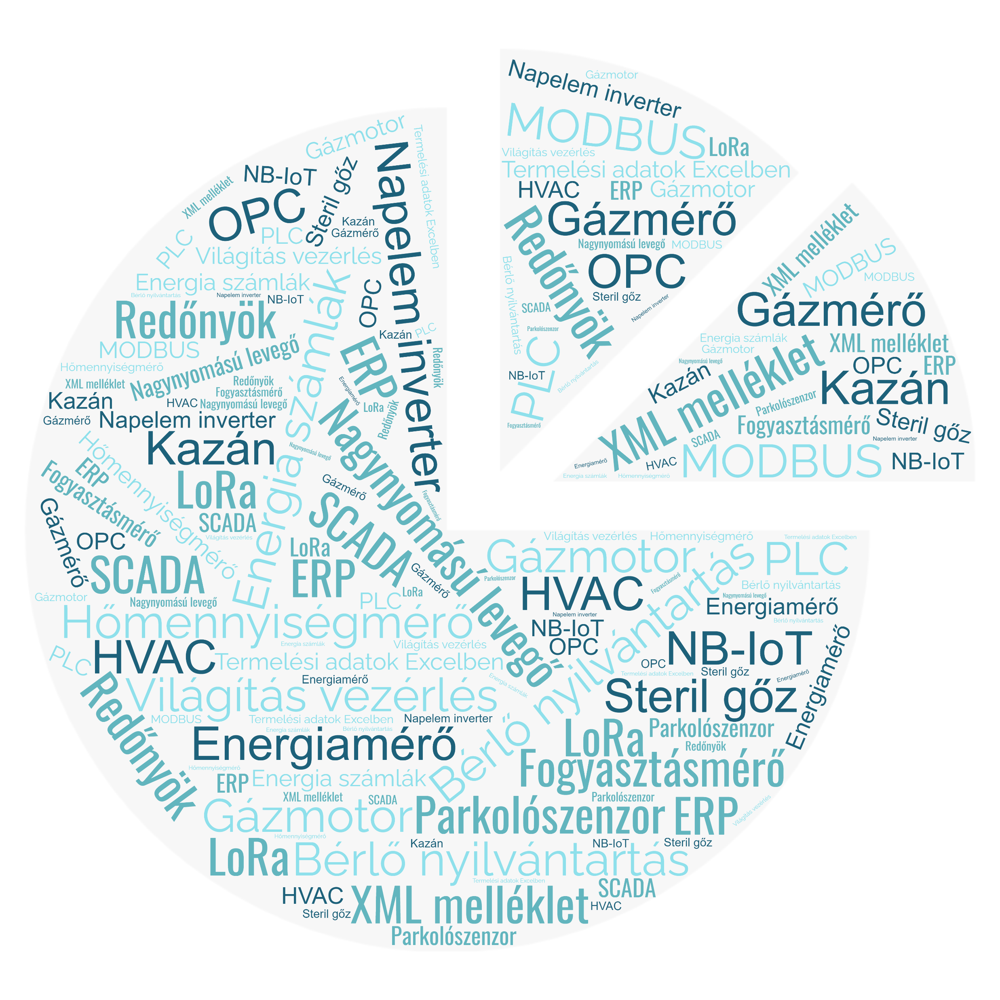 Napelem inverter
Gázmotor
MODBUS
LoRa
Világítás vezérlés
Termelési adatok Excelben
HVAC
ERP
Gázmotor
Gázmérő
Redőnyök
Nagynyomású levegő
MODBUS
OPC
Bérlő nyilvántartás
Steril gőz
SCADA
Napelem inverter
Parkolószenzor
PLC
NB-IoT
Bérlő nyilvántartás
Fogyasztásmérő
XML melléklet
MODBUS
MODBUS
Gázmérő
Energia számlák
XML melléklet
Gázmotor
Nagynyomású levegő
OPC
ERP
Kazán
XML melléklet
Kazán
Parkolószenzor
Fogyasztásmérő
Steril gőz
SCADA
Napelem inverter
Energiamérő
HVAC
MODBUS
NB-IoT
Energia számlák
Hőmennyiségmérő
Gázmotor
Termelési adatok Excelben
Napelem inverter
NB-IoT
Steril gőz
XML melléklet
OPC
Kazán
Gázmérő
PLC
PLC
Világítás vezérlés
Energia számlák
Energia számlák
Bérlő nyilvántartás
Napelem inverter
NB-IoT
OPC
Redőnyök
Kazán
PLC
MODBUS
Nagynyomású levegő
ERP
Redőnyök
Hőmennyiségmérő
XML melléklet
Redőnyök
Energiamérő
Fogyasztásmérő
Kazán
HVAC
Nagynyomású levegő
LoRa
Redőnyök
Gázmérő
Napelem inverter
Nagynyomású levegő
Hőmennyiségmérő
Kazán
Nagynyomású levegő
ERP
Fogyasztásmérő
LoRa
Gázmérő
SCADA
Fogyasztásmérő
Gázmérő
SCADA
OPC
Világítás vezérlés
LoRa
SCADA
ERP
Gázmérő
Gázmotor
Nagynyomású levegő
PLC
LoRa
Hőmennyiségmérő
Energia számlák
Világítás vezérlés
PLC
HVAC
Termelési adatok Excelben
Energiamérő
Energia számlák
Redőnyök
Világítás vezérlés
MODBUS
Termelési adatok Excelben
Napelem inverter
Energia számlák
Bérlő nyilvántartás
Energiamérő
Világítás vezérlés
Hőmennyiségmérő
Termelési adatok Excelben
Gázmotor
PLC
Parkolószenzor
HVAC
Fogyasztásmérő
Bérlő nyilvántartás
Nagynyomású levegő
Energiamérő
Napelem inverter
Bérlő nyilvántartás
NB-IoT
OPC
Bérlő nyilvántartás
NB-IoT
Energiamérő
OPC
Termelési adatok Excelben
Steril gőz
Energiamérő
Steril gőz
LoRa
Parkolószenzor
Redőnyök
Fogyasztásmérő
Hőmennyiségmérő
ERP
Energia számlák
XML melléklet
SCADA
Parkolószenzor
Gázmotor
Parkolószenzor
ERP
Világítás vezérlés
Hőmennyiségmérő
Kazán
NB-IoT
Steril gőz
LoRa
Bérlő nyilvántartás
Termelési adatok Excelben
SCADA
HVAC
XML melléklet
HVAC
Steril gőz
Parkolószenzor